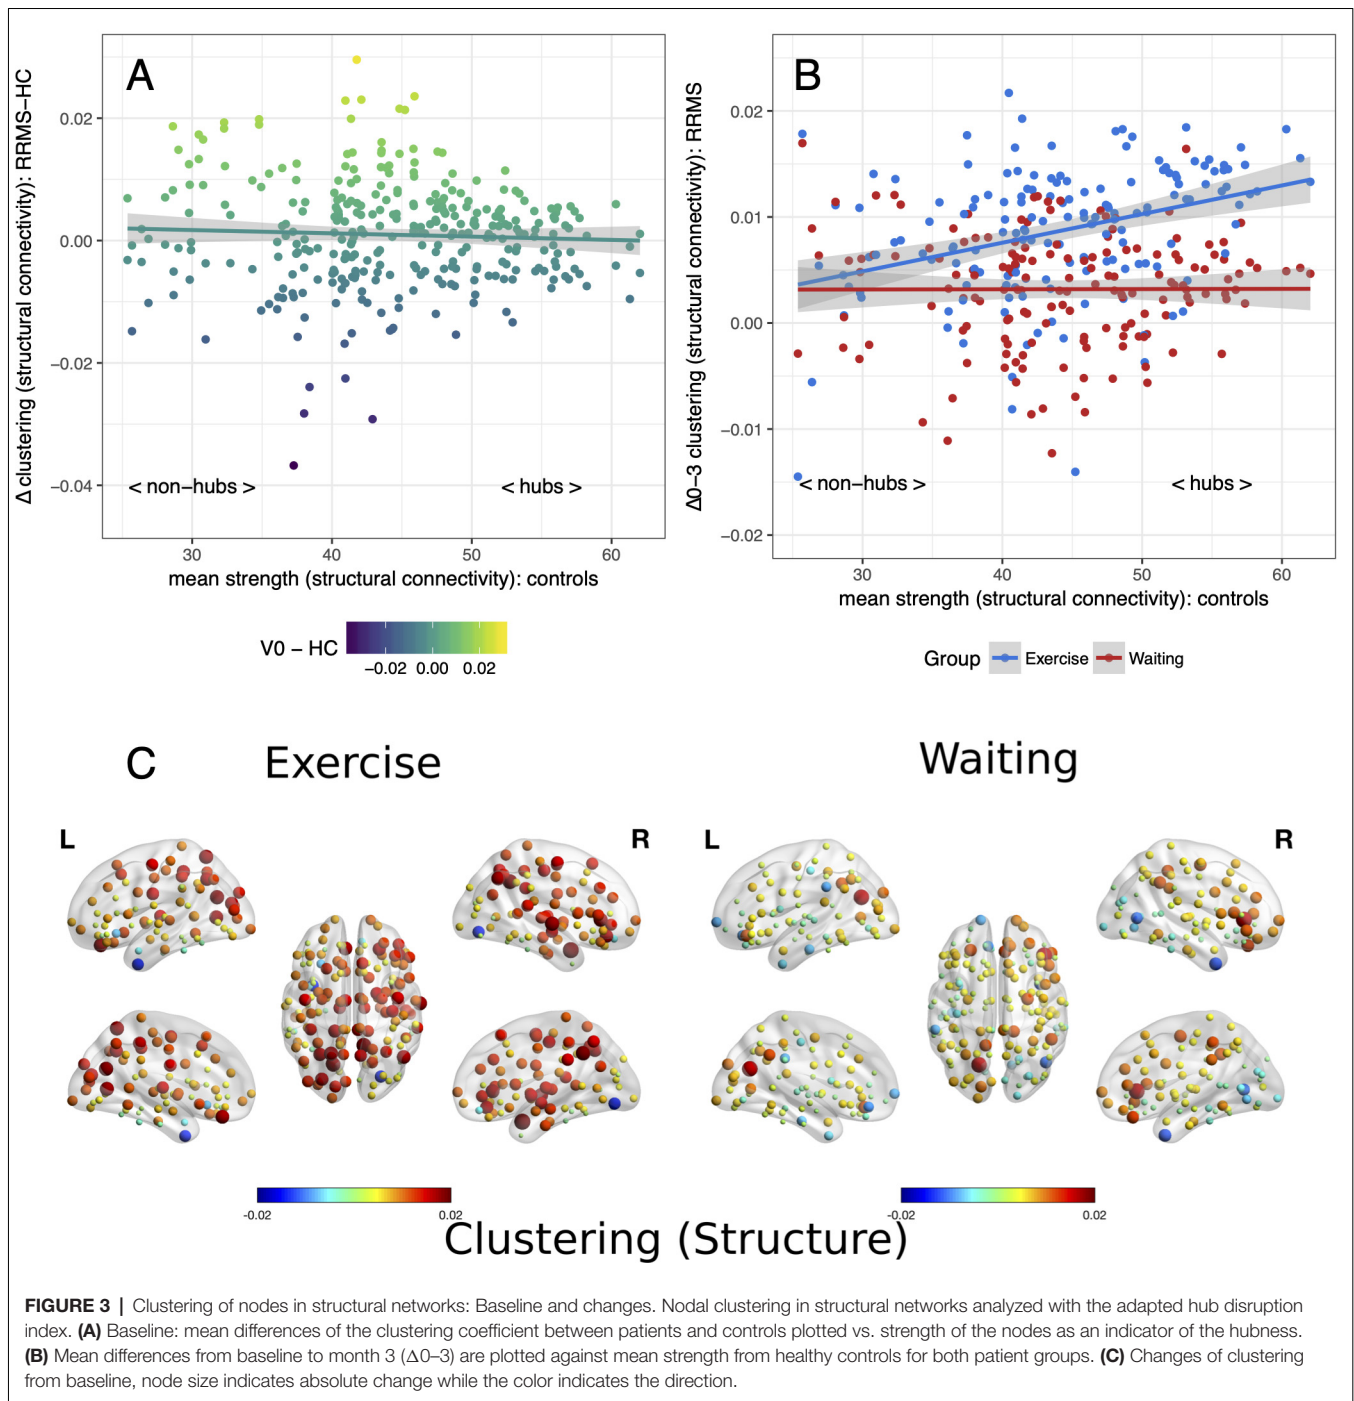 A
Δ clustering (structural connectivity): RRMS−HC
0.02
0.00
−0.02
−0.04
< non−hubs >
< hubs >
30 40 50 60
mean strength (structural connectivity): controls
V0 − HC
−0.02 0.00 0.02
B
Δ0−3 clustering (structural connectivity): RRMS
0.02
0.01
0.00
−0.01
−0.02
< non−hubs >
< hubs >
30 40 50 60
mean strength (structural connectivity): controls
Group Exercise Waiting
C
Exercise
Waiting
L
R
L
R
-0.02 0.02
-0.02 0.02
Clustering (Structure)
FIGURE 3 | Clustering of nodes in structural networks: Baseline and changes. Nodal clustering in structural networks analyzed with the adapted hub disruption
index. (A) Baseline: mean differences of the clustering coefficient between patients and controls plotted vs. strength of the nodes as an indicator of the hubness.
(B) Mean differences from baseline to month 3 (Δ0–3) are plotted against mean strength from healthy controls for both patient groups. (C) Changes of clustering
from baseline, node size indicates absolute change while the color indicates the direction.